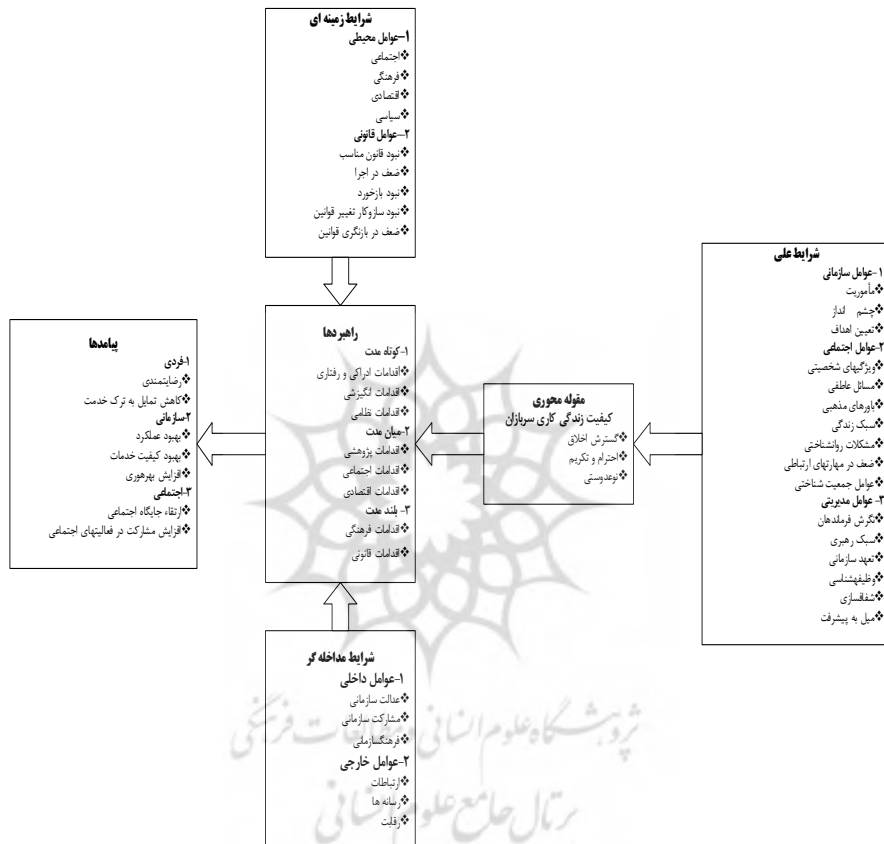 شرایط زمینه ای
۱-عوامل محیطی
❖اجتماعی
❖فرهنگی
❖اقتصادی
❖سیاسی
۲-عوامل قانونی
❖نبود قانون مناسب
❖ضعف در اجرا
❖نبود بازخورد
❖نبود سازوکار تغییر قوانین
❖ضعف در بازنگری قوانین
شرایط علی
۱-عوامل سازمانی
❖مأموریت
❖چشم انداز
❖تعیین اهداف
۲-عوامل اجتماعی
❖ویژگیهای شخصیتی
❖مسائل عاطفی
❖باورهای مذهبی
❖سبک زندگی
❖مشکلات روانشناختی
❖ضعف در مهارتهای ارتباطی
❖عوامل جمعیت شناختی
۳- عوامل مدیریتی
❖نگرش فرماندهان
❖سبک رهبری
❖تعهد سازمانی
❖وظیفهشناسی
❖شفافسازی
❖میل به پیشرفت
مقوله محوری
کیفیت زندگی کاری سربازان
❖گسترش اخلاق
❖احترام و تکریم
❖نوعدوستی
راهبردها
۱-کوتاه مدت
❖اقدامات ادراکی و رفتاری
❖اقدامات انگیزشی
❖اقدامات نظامی
۲-میان مدت
❖اقدامات پژوهشی
❖اقدامات اجتماعی
❖اقدامات اقتصادی
۳- بلند مدت
❖اقدامات فرهنگی
❖اقدامات قانونی
پیامدها
۱-فردی
❖رضایتمندی
❖کاهش تمایل به ترک خدمت
۲-سازمانی
❖بهبود عملکرد
❖بهبود کیفیت خدمات
❖افزایش بهرهوری
۳-اجتماعی
❖ارتقاء جایگاه اجتماعی
❖افزایش مشارکت در فعالیتهای اجتماعی
شرایط مداخله گر
۱-عوامل داخلی
❖عدالت سازمانی
❖مشارکت سازمانی
❖فرهنگسازمانی
۲-عوامل خارجی
❖ارتباطات
❖رسانه ها
❖رقابت
پژوهشگاه علوم انسانی و مطالعات فرهنگی
پرتال جامع علوم انسانی